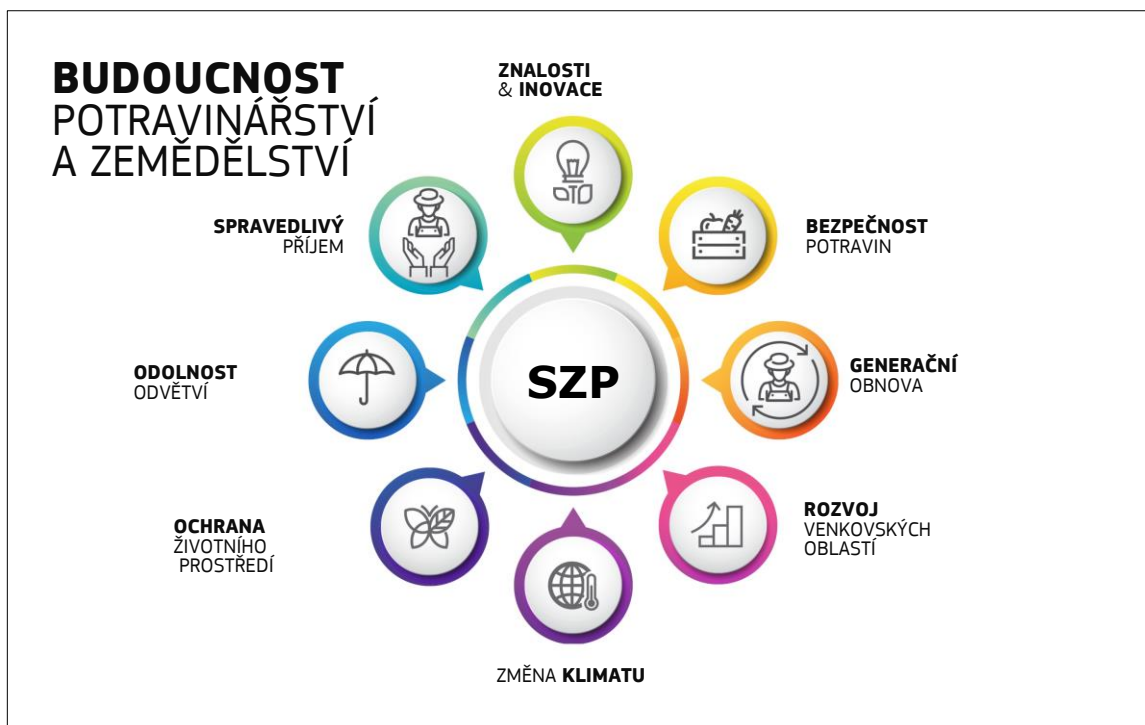 BUDOUCNOST
POTRAVINÁŘSTVÍ
A ZEMĚDĚLSTVÍ
ZNALOSTI
& INOVACE
BEZPEČNOST
POTRAVIN
GENERAČNÍ
OBNOVA
ROZVOJ
VENKOVSKÝCH
OBLASTÍ
ZMĚNA KLIMATU
OCHRANA
ŽIVOTNÍHO
PROSTŘEDÍ
ODOLNOST
ODVĚTVÍ
SPRAVEDLIVÝ
PŘÍJEM
SZP